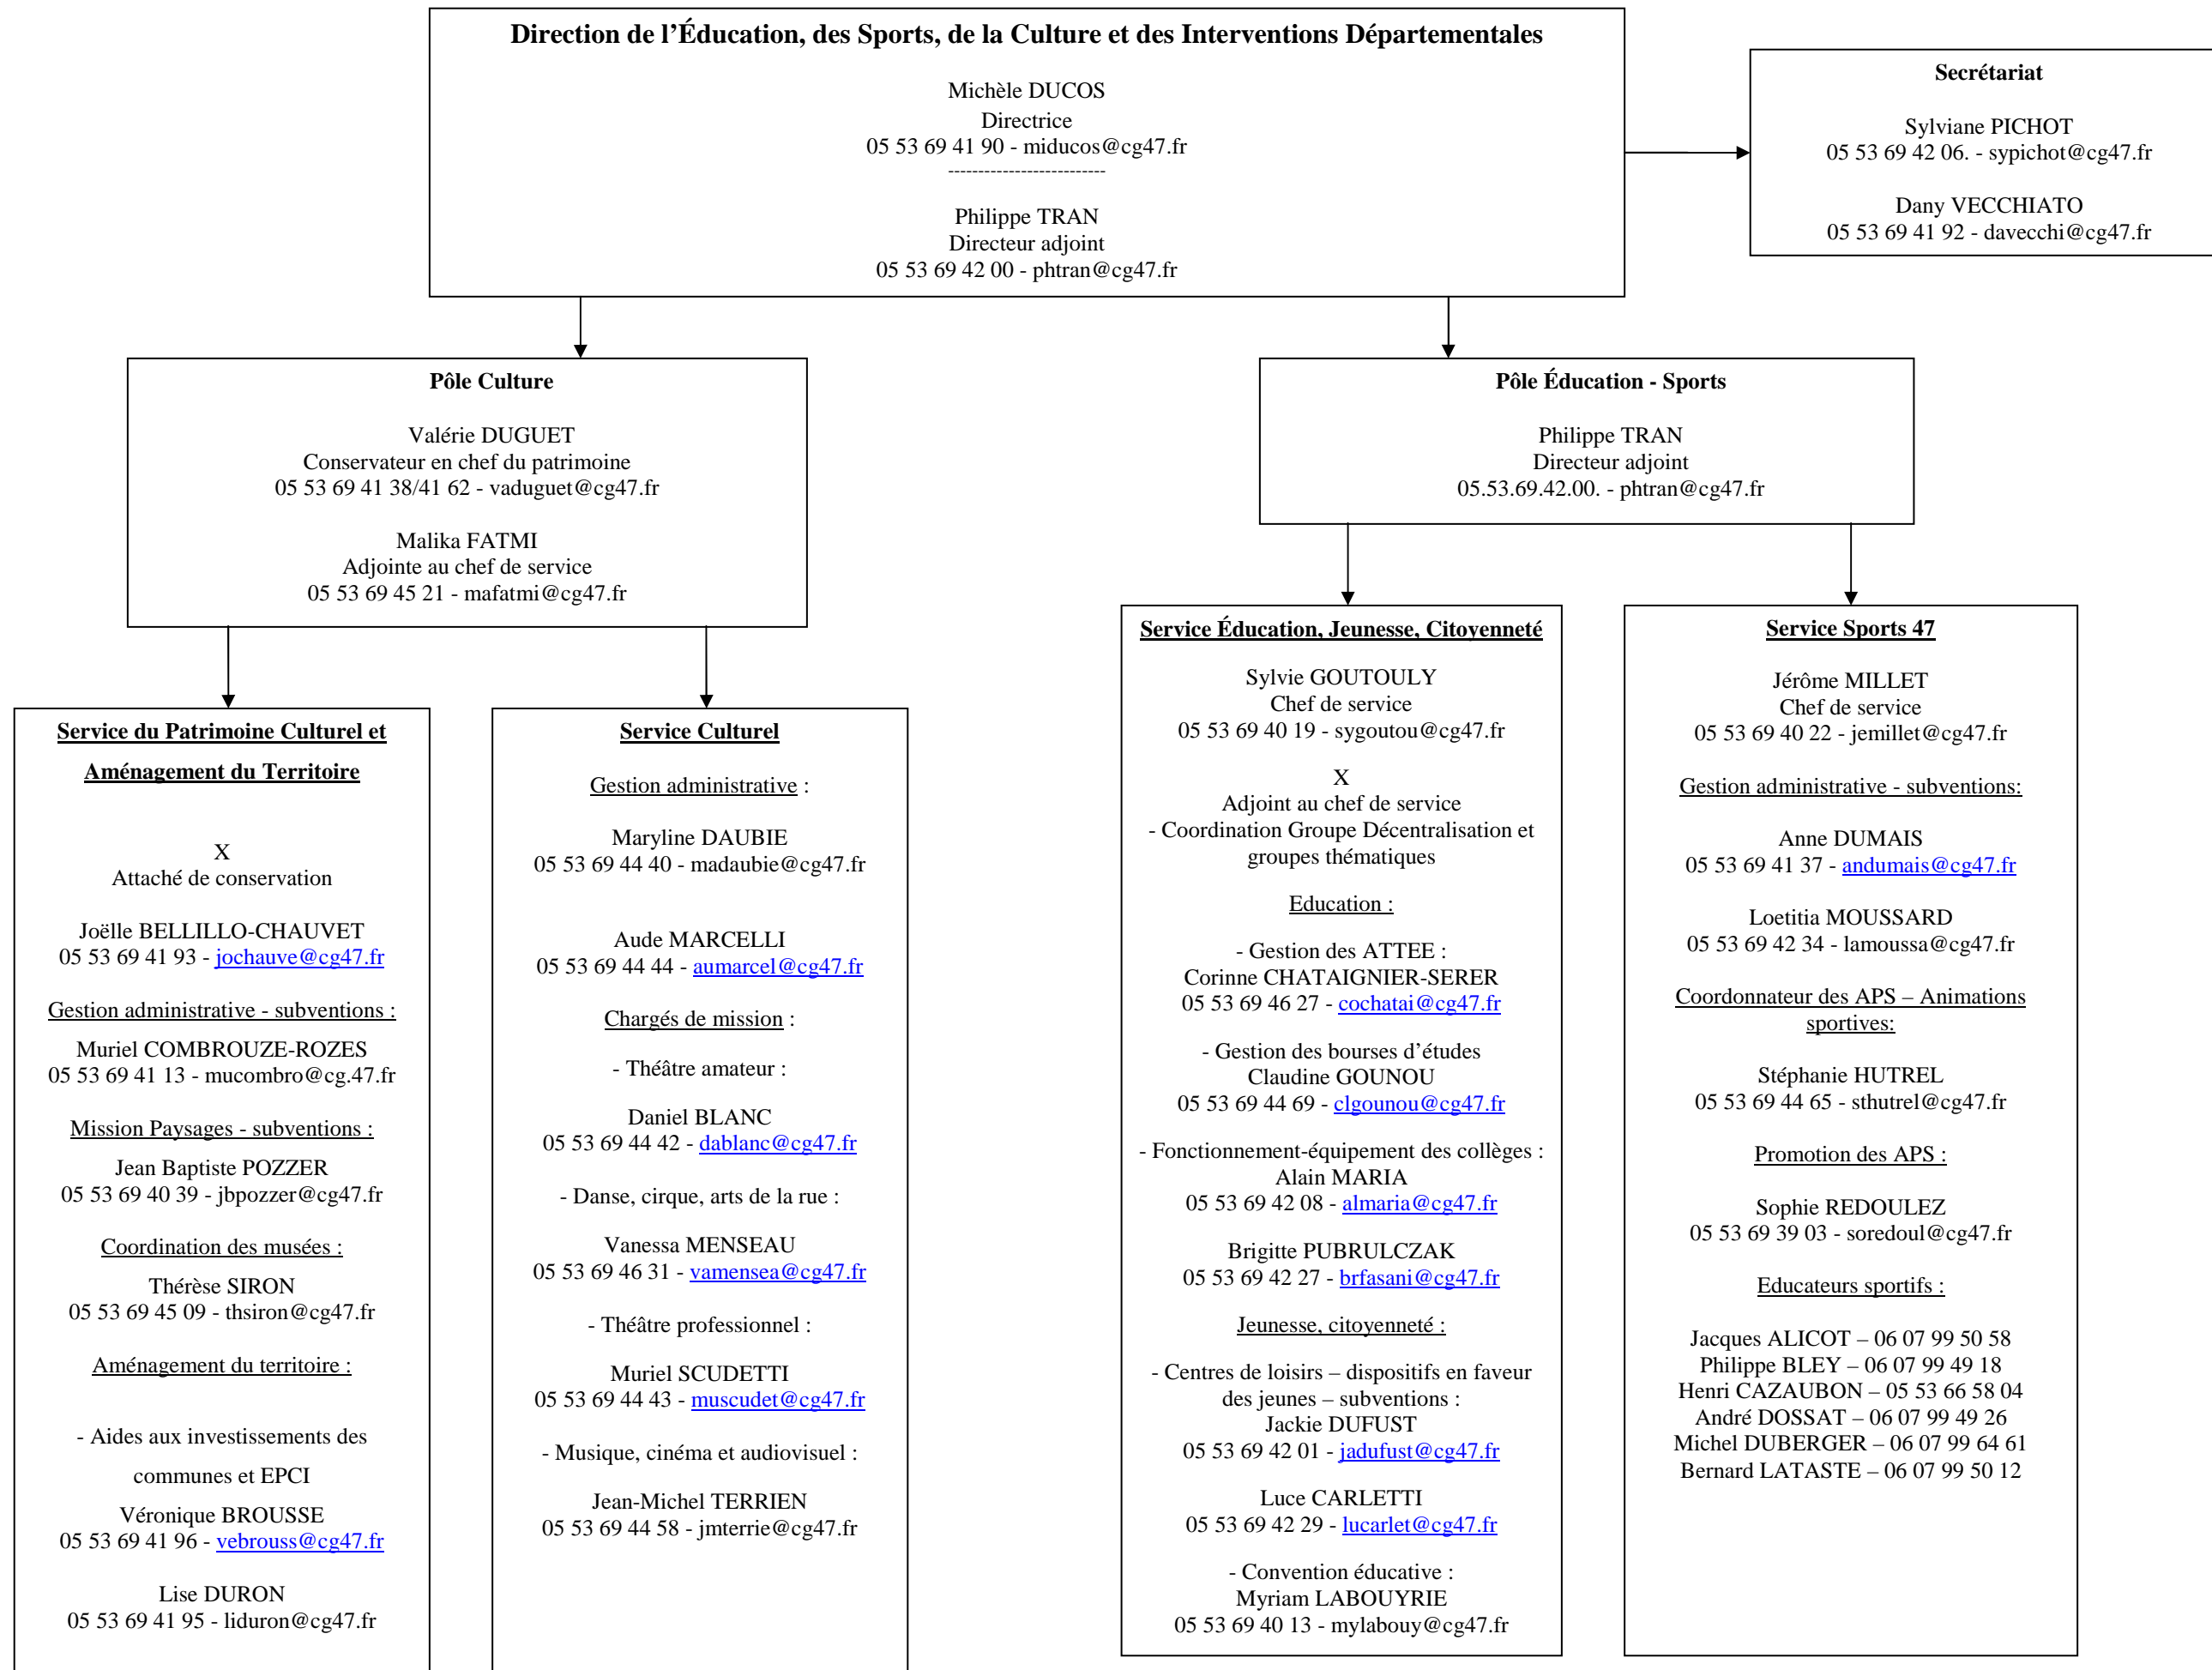 Direction de l’Éducation, des Sports, de la Culture et des Interventions Départementales
Michèle DUCOS
Directrice
05 53 69 41 90 - miducos@cg47.fr
--------------------------
Philippe TRAN
Directeur adjoint
05 53 69 42 00 - phtran@cg47.fr
Secrétariat
Sylviane PICHOT
05 53 69 42 06. - sypichot@cg47.fr
Dany VECCHIATO
05 53 69 41 92 - davecchi@cg47.fr
Pôle Culture
Valérie DUGUET
Conservateur en chef du patrimoine
05 53 69 41 38/41 62 - vaduguet@cg47.fr
Malika FATMI
Adjointe au chef de service
05 53 69 45 21 - mafatmi@cg47.fr
Pôle Éducation - Sports
Philippe TRAN
Directeur adjoint
05.53.69.42.00. - phtran@cg47.fr
Service du Patrimoine Culturel et
Aménagement du Territoire
X
Attaché de conservation
Joëlle BELLILLO-CHAUVET
05 53 69 41 93 - jochauve@cg47.fr
Gestion administrative - subventions :
Muriel COMBROUZE-ROZES
05 53 69 41 13 - mucombro@cg.47.fr
Mission Paysages - subventions :
Jean Baptiste POZZER
05 53 69 40 39 - jbpozzer@cg47.fr
Coordination des musées :
Thérèse SIRON
05 53 69 45 09 - thsiron@cg47.fr
Aménagement du territoire :
- Aides aux investissements des
communes et EPCI
Véronique BROUSSE
05 53 69 41 96 - vebrouss@cg47.fr
Lise DURON
05 53 69 41 95 - liduron@cg47.fr
Service Culturel
Gestion administrative :
Maryline DAUBIE
05 53 69 44 40 - madaubie@cg47.fr
Aude MARCELLI
05 53 69 44 44 - aumarcel@cg47.fr
Chargés de mission :
- Théâtre amateur :
Daniel BLANC
05 53 69 44 42 - dablanc@cg47.fr
- Danse, cirque, arts de la rue :
Vanessa MENSEAU
05 53 69 46 31 - vamensea@cg47.fr
- Théâtre professionnel :
Muriel SCUDETTI
05 53 69 44 43 - muscudet@cg47.fr
- Musique, cinéma et audiovisuel :
Jean-Michel TERRIEN
05 53 69 44 58 - jmterrie@cg47.fr
Service Éducation, Jeunesse, Citoyenneté
Sylvie GOUTOULY
Chef de service
05 53 69 40 19 - sygoutou@cg47.fr
X
Adjoint au chef de service
- Coordination Groupe Décentralisation et
groupes thématiques
Education :
- Gestion des ATTEE :
Corinne CHATAIGNIER-SERER
05 53 69 46 27 - cochatai@cg47.fr
- Gestion des bourses d’études
Claudine GOUNOU
05 53 69 44 69 - clgounou@cg47.fr
- Fonctionnement-équipement des collèges :
Alain MARIA
05 53 69 42 08 - almaria@cg47.fr
Brigitte PUBRULCZAK
05 53 69 42 27 - brfasani@cg47.fr
Jeunesse, citoyenneté :
- Centres de loisirs – dispositifs en faveur
des jeunes – subventions :
Jackie DUFUST
05 53 69 42 01 - jadufust@cg47.fr
Luce CARLETTI
05 53 69 42 29 - lucarlet@cg47.fr
- Convention éducative :
Myriam LABOUYRIE
05 53 69 40 13 - mylabouy@cg47.fr
Service Sports 47
Jérôme MILLET
Chef de service
05 53 69 40 22 - jemillet@cg47.fr
Gestion administrative - subventions:
Anne DUMAIS
05 53 69 41 37 - andumais@cg47.fr
Loetitia MOUSSARD
05 53 69 42 34 - lamoussa@cg47.fr
Coordonnateur des APS – Animations
sportives:
Stéphanie HUTREL
05 53 69 44 65 - sthutrel@cg47.fr
Promotion des APS :
Sophie REDOULEZ
05 53 69 39 03 - soredoul@cg47.fr
Educateurs sportifs :
Jacques ALICOT – 06 07 99 50 58
Philippe BLEY – 06 07 99 49 18
Henri CAZAUBON – 05 53 66 58 04
André DOSSAT – 06 07 99 49 26
Michel DUBERGER – 06 07 99 64 61
Bernard LATASTE – 06 07 99 50 12